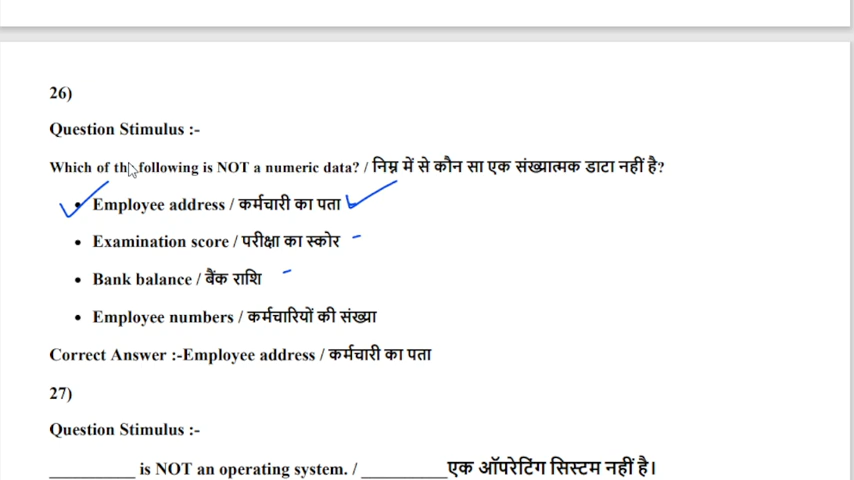 26)
Question Stimulus :-
Which of the following is NOT a numeric data? / निम्न में से कौन सा एक संख्यात्मक डाटा नहीं है?
• Employee address / कर्मचारी का पता
• Examination score / परीक्षा का स्कोर
• Bank balance / बैंक राशि
• Employee numbers / कर्मचारियों की संख्या
Correct Answer :-Employee address / कर्मचारी का पता
27)
Question Stimulus :-
__________ is NOT an operating system. / __________एक ऑपरेटिंग सिस्टम नहीं है।